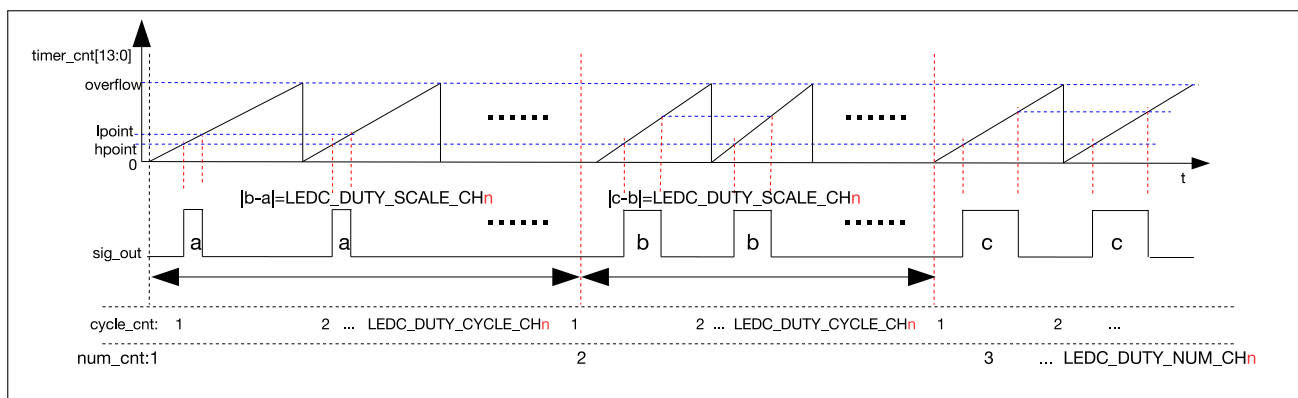 timer_cnt[13:0]
overflow
lpoint
hpoint
0
t
|b-a|=LEDC_DUTY_SCALE_CHn |c-b|=LEDC_DUTY_SCALE_CHn
sig_out a a b b c c
cycle_cnt: 1 2 ... LEDC_DUTY_CYCLE_CHn 1 2 ... LEDC_DUTY_CYCLE_CHn 1 2 ...
num_cnt:1 2 3 ... LEDC_DUTY_NUM_CHn